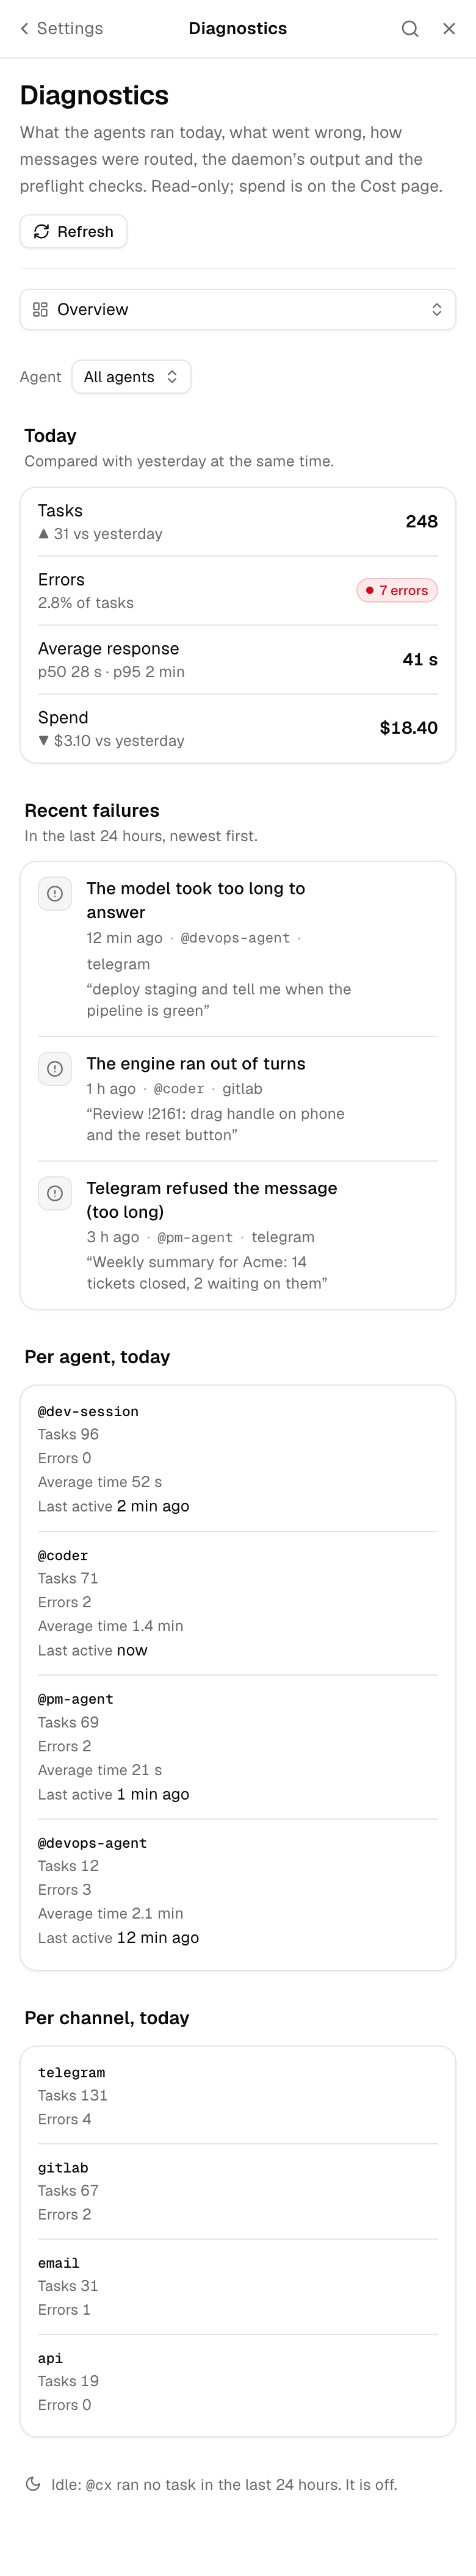 Settings
Diagnostics
Diagnostics
What the agents ran today, what went wrong, how
messages were routed, the daemon’s output and the
preflight checks. Read-only; spend is on the Cost page.
Refresh
Overview
Agent All agents
Today
Compared with yesterday at the same time.
Tasks
▲ 31 vs yesterday
248
Errors
2.8% of tasks
7 errors
Average response
p50 28 s · p95 2 min
41 s
Spend
▼ $3.10 vs yesterday
$18.40
Recent failures
In the last 24 hours, newest first.
The model took too long to
answer
12 min ago · @devops-agent ·
telegram
“deploy staging and tell me when the
pipeline is green”
The engine ran out of turns
1 h ago · @coder · gitlab
“Review !2161: drag handle on phone
and the reset button”
Telegram refused the message
(too long)
3 h ago · @pm-agent · telegram
“Weekly summary for Acme: 14
tickets closed, 2 waiting on them”
Per agent, today
@dev-session
Tasks 96
Errors 0
Average time 52 s
Last active 2 min ago
@coder
Tasks 71
Errors 2
Average time 1.4 min
Last active now
@pm-agent
Tasks 69
Errors 2
Average time 21 s
Last active 1 min ago
@devops-agent
Tasks 12
Errors 3
Average time 2.1 min
Last active 12 min ago
Per channel, today
telegram
Tasks 131
Errors 4
gitlab
Tasks 67
Errors 2
email
Tasks 31
Errors 1
api
Tasks 19
Errors 0
Idle: @cx ran no task in the last 24 hours. It is off.